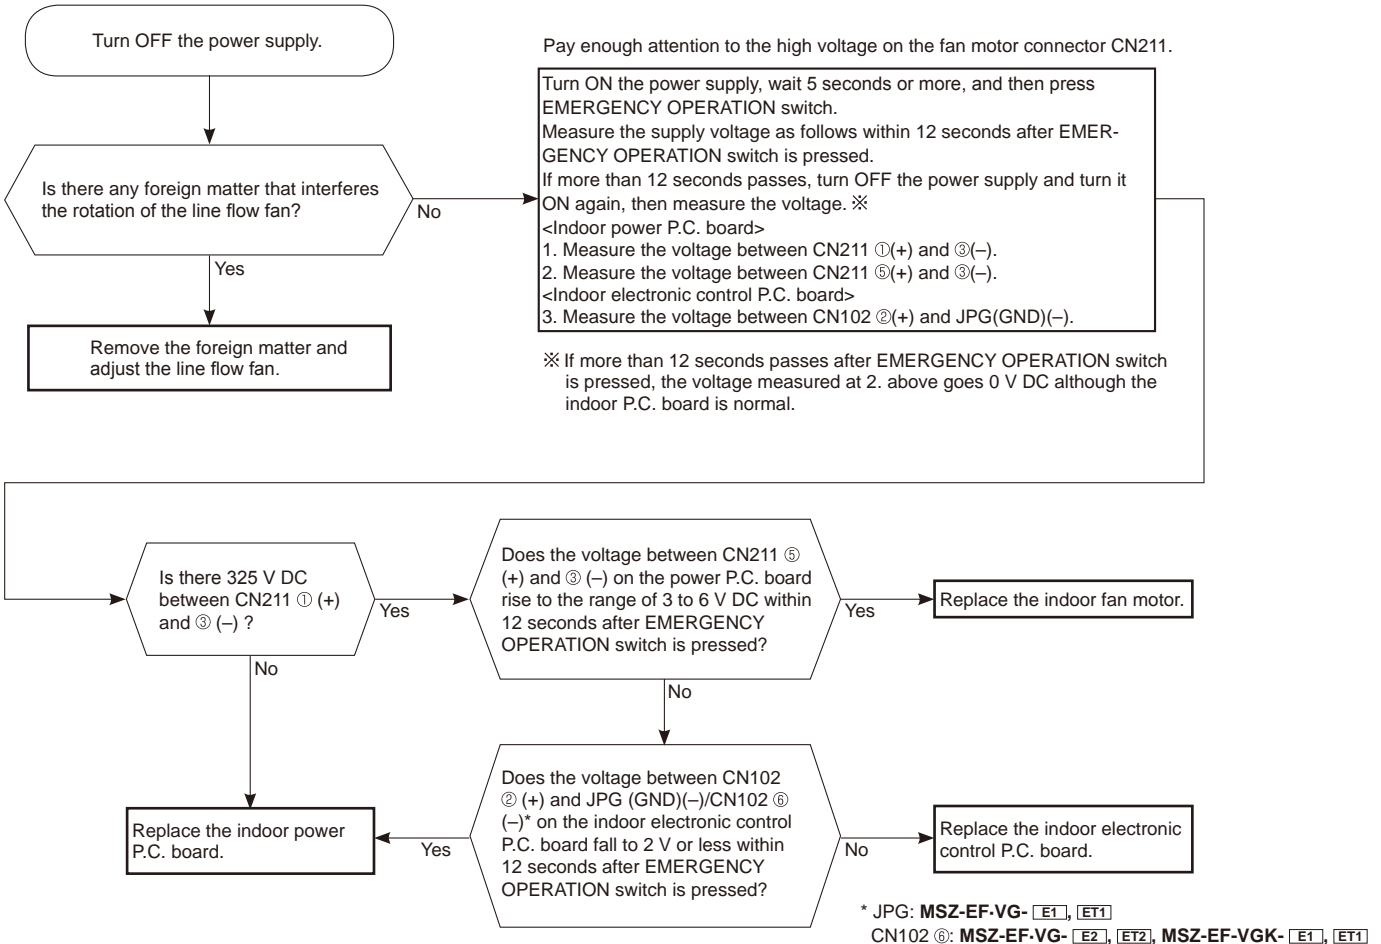 Turn OFF the power supply.
Is there any foreign matter that interferes
the rotation of the line flow fan?
No
Yes
Remove the foreign matter and
adjust the line flow fan.
Pay enough attention to the high voltage on the fan motor connector CN211.
Turn ON the power supply, wait 5 seconds or more, and then press
EMERGENCY OPERATION switch.
Measure the supply voltage as follows within 12 seconds after EMER-
GENCY OPERATION switch is pressed.
If more than 12 seconds passes, turn OFF the power supply and turn it
ON again, then measure the voltage. ※
<Indoor power P.C. board>
1. Measure the voltage between CN211 ①(+) and ③(–).
2. Measure the voltage between CN211 ⑤(+) and ③(–).
<Indoor electronic control P.C. board>
3. Measure the voltage between CN102 ②(+) and JPG(GND)(–).
※ If more than 12 seconds passes after EMERGENCY OPERATION switch
is pressed, the voltage measured at 2. above goes 0 V DC although the
indoor P.C. board is normal.
Is there 325 V DC
between CN211 ① (+)
and ③ (–) ?
Yes
No
Does the voltage between CN211 ⑤
(+) and ③ (–) on the power P.C. board
rise to the range of 3 to 6 V DC within
12 seconds after EMERGENCY
OPERATION switch is pressed?
Yes
Replace the indoor fan motor.
No
Does the voltage between CN102
② (+) and JPG (GND)(–)/CN102 ⑥
(–)* on the indoor electronic control
P.C. board fall to 2 V or less within
12 seconds after EMERGENCY
OPERATION switch is pressed?
Yes
Replace the indoor power
P.C. board.
No
Replace the indoor electronic
control P.C. board.
* JPG: MSZ-EF·VG- E1, ET1
CN102 ⑥: MSZ-EF·VG- E2, ET2, MSZ-EF-VGK- E1, ET1